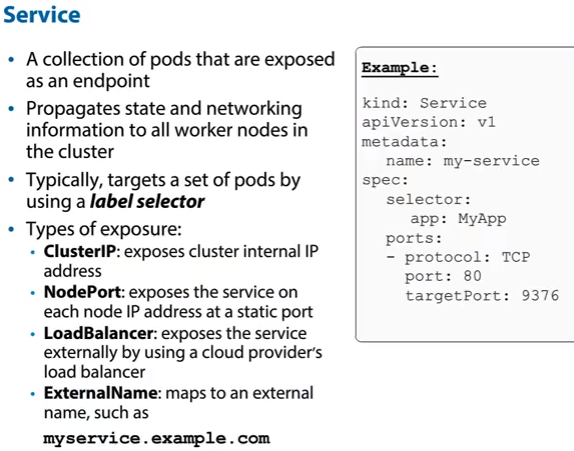 Service
• A collection of pods that are exposed
as an endpoint
• Propagates state and networking
information to all worker nodes in
the cluster
• Typically, targets a set of pods by
using a label selector
• Types of exposure:
• ClusterIP: exposes cluster internal IP
address
• NodePort: exposes the service on
each node IP address at a static port
• LoadBalancer: exposes the service
externally by using a cloud provider's
load balancer
• ExternalName: maps to an external
name, such as
myservice.example.com
Example:
kind: Service
apiVersion: v1
metadata:
  name: my-service
spec:
  selector:
    app: MyApp
  ports:
  - protocol: TCP
    port: 80
    targetPort: 9376